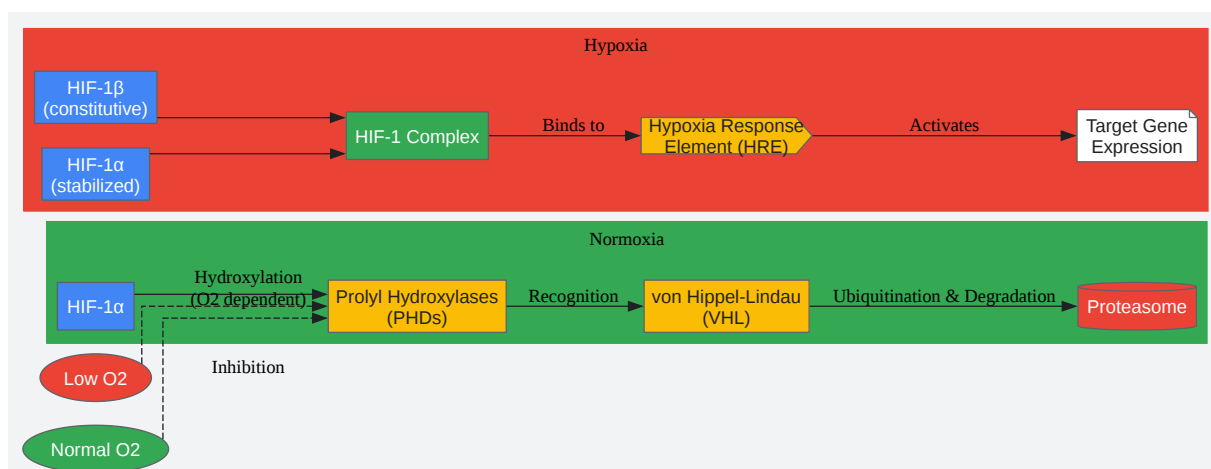 Hypoxia
HIF-1β
(constitutive)
HIF-1α
(stabilized)
HIF-1 Complex
Binds to
Hypoxia Response
Element (HRE)
Activates
Target Gene
Expression
Normoxia
HIF-1α
Hydroxylation
(O2 dependent)
Prolyl Hydroxylases
(PHDs)
Recognition
von Hippel-Lindau
(VHL)
Ubiquitination & Degradation
Proteasome
Inhibition
Low O2
Normal O2